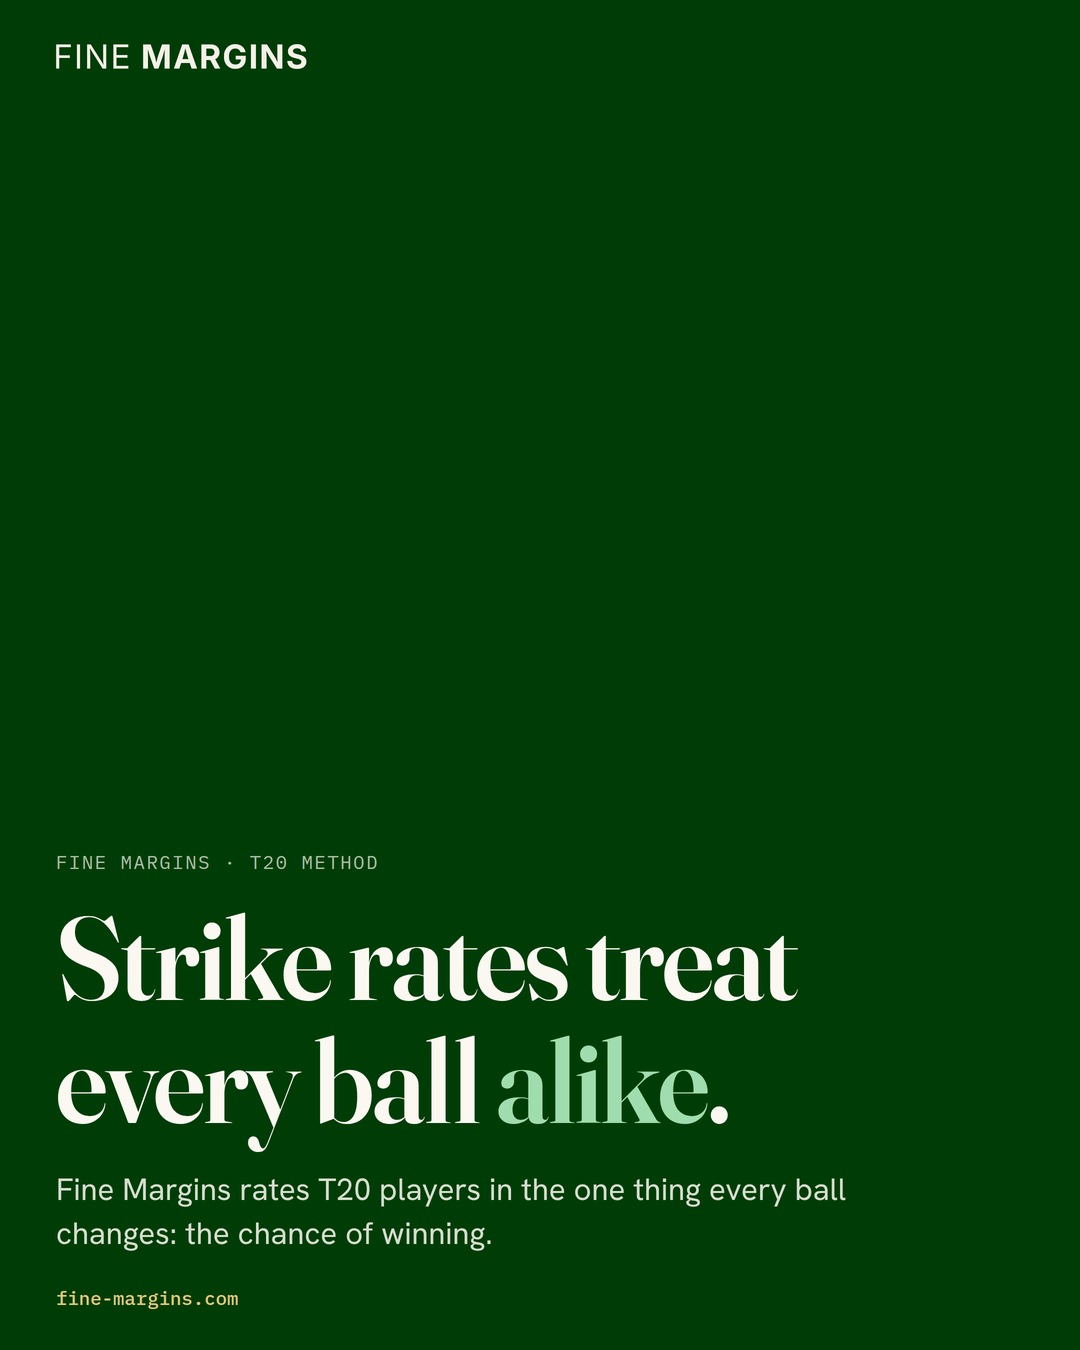 FINE MARGINS
FINE MARGINS · T20 METHOD
Strike rates treat
every ball alike.
Fine Margins rates T20 players in the one thing every ball
changes: the chance of winning.
fine-margins.com